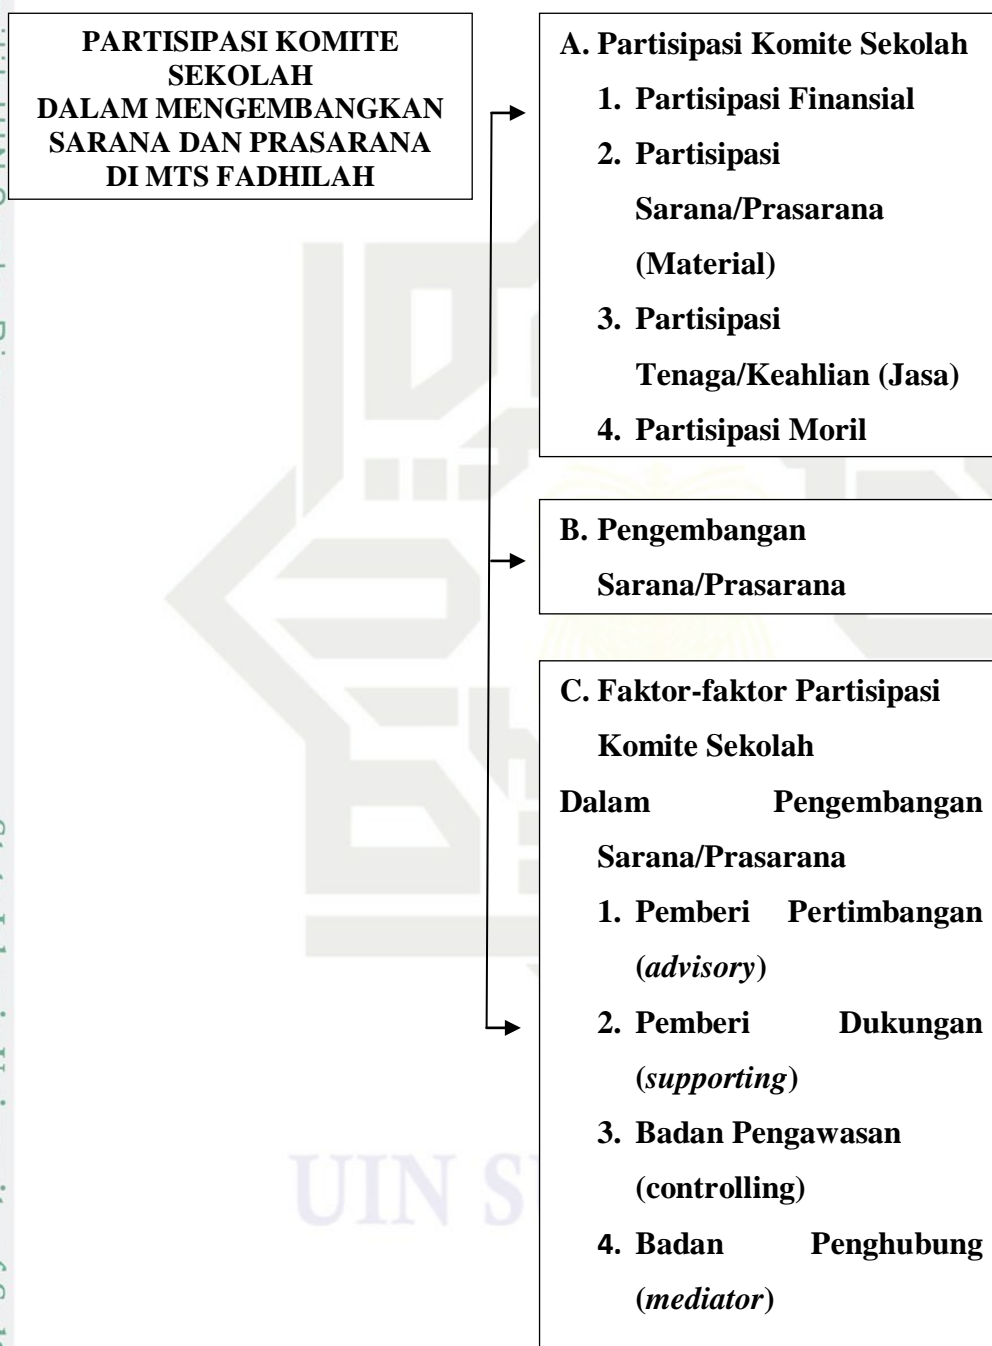 PARTISIPASI KOMITE
SEKOLAH
DALAM MENGEMBANGKAN
SARANA DAN PRASARANA
DI MTS FADHILAH
A. Partisipasi Komite Sekolah
1. Partisipasi Finansial
2. Partisipasi
Sarana/Prasarana
(Material)
3. Partisipasi
Tenaga/Keahlian (Jasa)
4. Partisipasi Moril
B. Pengembangan
Sarana/Prasarana
C. Faktor-faktor Partisipasi
Komite Sekolah
Dalam Pengembangan
Sarana/Prasarana
1. Pemberi Pertimbangan
(advisory)
2. Pemberi Dukungan
(supporting)
3. Badan Pengawasan
(controlling)
4. Badan Penghubung
(mediator)
UIN S